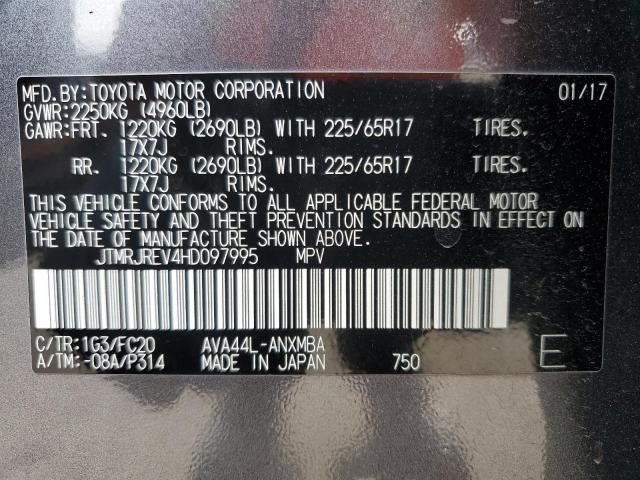 MFD.BY:TOYOTA MOTOR CORPORATION 01/17
GVWR:2250KG (4960LB)
GAWR:FRT. 1220KG (2690LB) WITH 225/65R17 TIRES.
17X7J RIMS.
RR. 1220KG (2690LB) WITH 225/65R17 TIRES.
17X7J RIMS.
THIS VEHICLE CONFORMS TO ALL APPLICABLE FEDERAL MOTOR
VEHICLE SAFETY AND THEFT PREVENTION STANDARDS IN EFFECT ON
THE DATE OF MANUFACTURE SHOWN ABOVE.
JTMRJREV4HD097995 MPV
C/TR:1G3/FC20 AVA44L-ANXMBA
A/TM:-08A/P314 MADE IN JAPAN 750 E